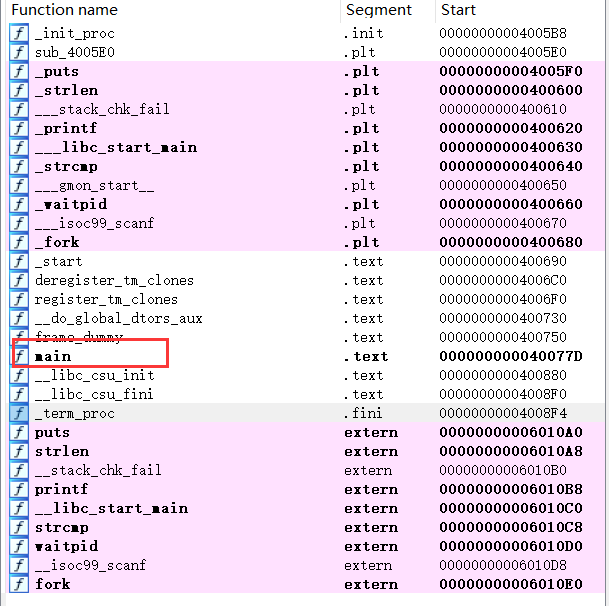 Function name Segment Start
f _init_proc .init 00000000004005B8
f sub_4005E0 .plt 00000000004005E0
f _puts .plt 00000000004005F0
f _strlen .plt 0000000000400600
f ___stack_chk_fail .plt 0000000000400610
f _printf .plt 0000000000400620
f ___libc_start_main .plt 0000000000400630
f _strcmp .plt 0000000000400640
f ___gmon_start__ .plt 0000000000400650
f _waitpid .plt 0000000000400660
f ___isoc99_scanf .plt 0000000000400670
f _fork .plt 0000000000400680
f _start .text 0000000000400690
f deregister_tm_clones .text 00000000004006C0
f register_tm_clones .text 00000000004006F0
f __do_global_dtors_aux .text 0000000000400730
f frame_dummy .text 0000000000400750
f main .text 000000000040077D
f __libc_csu_init .text 0000000000400880
f __libc_csu_fini .text 00000000004008F0
f _term_proc .fini 00000000004008F4
f puts extern 00000000006010A0
f strlen extern 00000000006010A8
f __stack_chk_fail extern 00000000006010B0
f printf extern 00000000006010B8
f __libc_start_main extern 00000000006010C0
f strcmp extern 00000000006010C8
f waitpid extern 00000000006010D0
f __isoc99_scanf extern 00000000006010D8
f fork extern 00000000006010E0